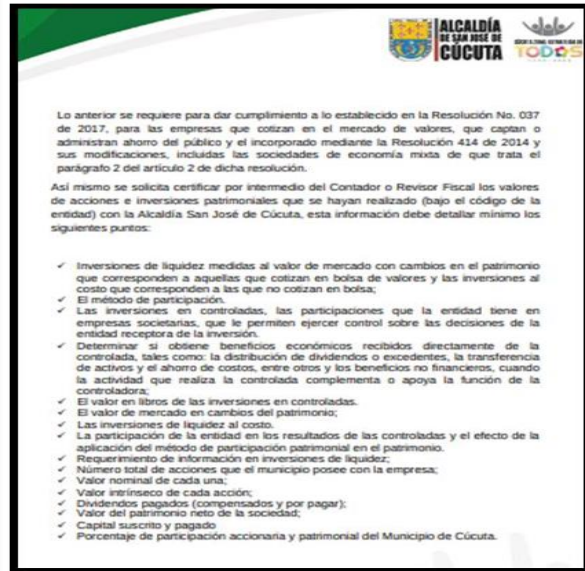 ALCALDÍA
DE SAN JOSÉ DE
CÚCUTA
TODOS
Lo anterior se requiere para dar cumplimiento a lo establecido en la Resolución No. 037
de 2017, para las empresas que cotizan en el mercado de valores, que captan o
administran ahorro del público y el incorporado mediante la Resolución 414 de 2014 y
sus modificaciones, incluidas las sociedades de economía mixta de que trata el
parágrafo 2 del artículo 2 de dicha resolución.
Así mismo se solicita certificar por intermedio del Contador o Revisor Fiscal los valores
de acciones e inversiones patrimoniales que se hayan realizado (bajo el código de la
entidad) con la Alcaldía San José de Cúcuta, esta información debe detallar mínimo los
siguientes puntos:
✓ Inversiones de liquidez medidas al valor de mercado con cambios en el patrimonio
que corresponden a aquellas que cotizan en bolsa de valores y las inversiones al
costo que corresponden a las que no cotizan en bolsa;
✓ El método de participación.
✓ Las inversiones en controladas, las participaciones que la entidad tiene en
empresas societarias, que le permiten ejercer control sobre las decisiones de la
entidad receptora de la inversión.
✓ Determinar si obtiene beneficios económicos recibidos directamente de la
controlada, tales como: la distribución de dividendos o excedentes, la transferencia
de activos y el ahorro de costos, entre otros y los beneficios no financieros, cuando
la actividad que realiza la controlada complementa o apoya la función de la
controladora;
✓ El valor en libros de las inversiones en controladas.
✓ El valor de mercado en cambios del patrimonio;
✓ Las inversiones de liquidez al costo.
✓ La participación de la entidad en los resultados de las controladas y el efecto de la
aplicación del método de participación patrimonial en el patrimonio.
✓ Requerimiento de información en inversiones de liquidez;
✓ Número total de acciones que el municipio posee con la empresa;
✓ Valor nominal de cada una;
✓ Valor intrínseco de cada acción;
✓ Dividendos pagados (compensados y por pagar);
✓ Valor del patrimonio neto de la sociedad;
✓ Capital suscrito y pagado
✓ Porcentaje de participación accionaria y patrimonial del Municipio de Cúcuta.